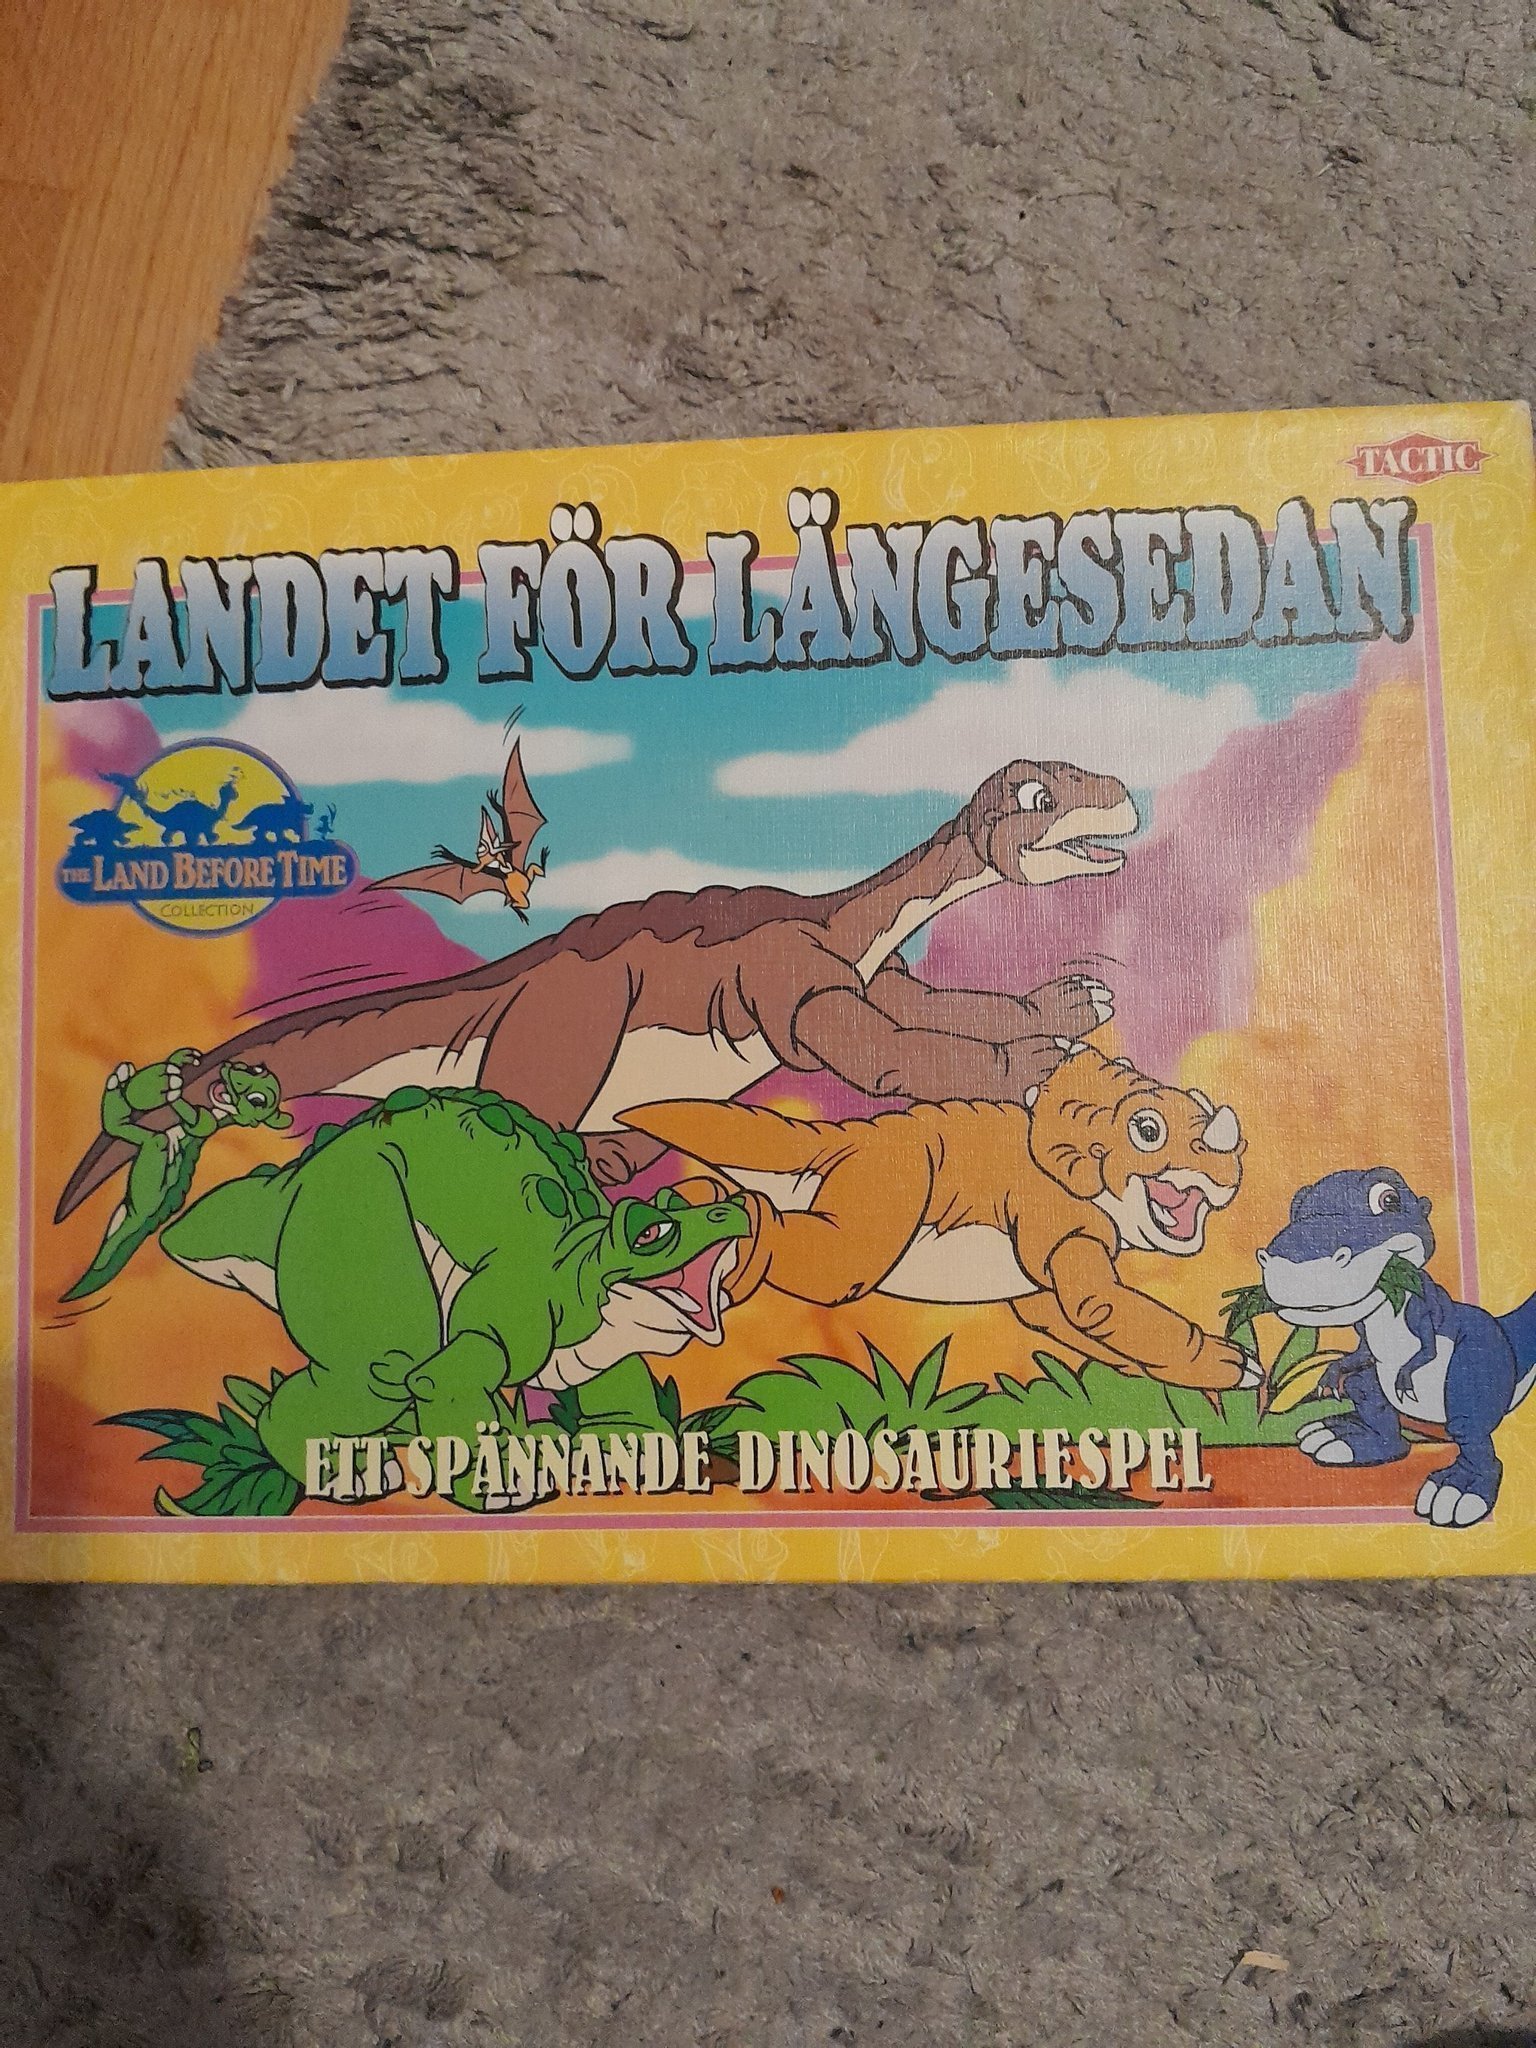 TACTIC
LANDET FÖR LÄNGESEDAN
THE LAND BEFORE TIME
COLLECTION
ETT SPÄNNANDE DINOSAURIESPEL